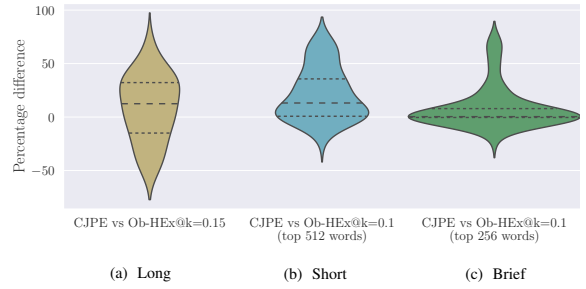 100
50
0
−50
Percentage difference
CJPE vs Ob-HEx@k=0.15
CJPE vs Ob-HEx@k=0.1
(top 512 words)
CJPE vs Ob-HEx@k=0.1
(top 256 words)
(a) Long
(b) Short
(c) Brief